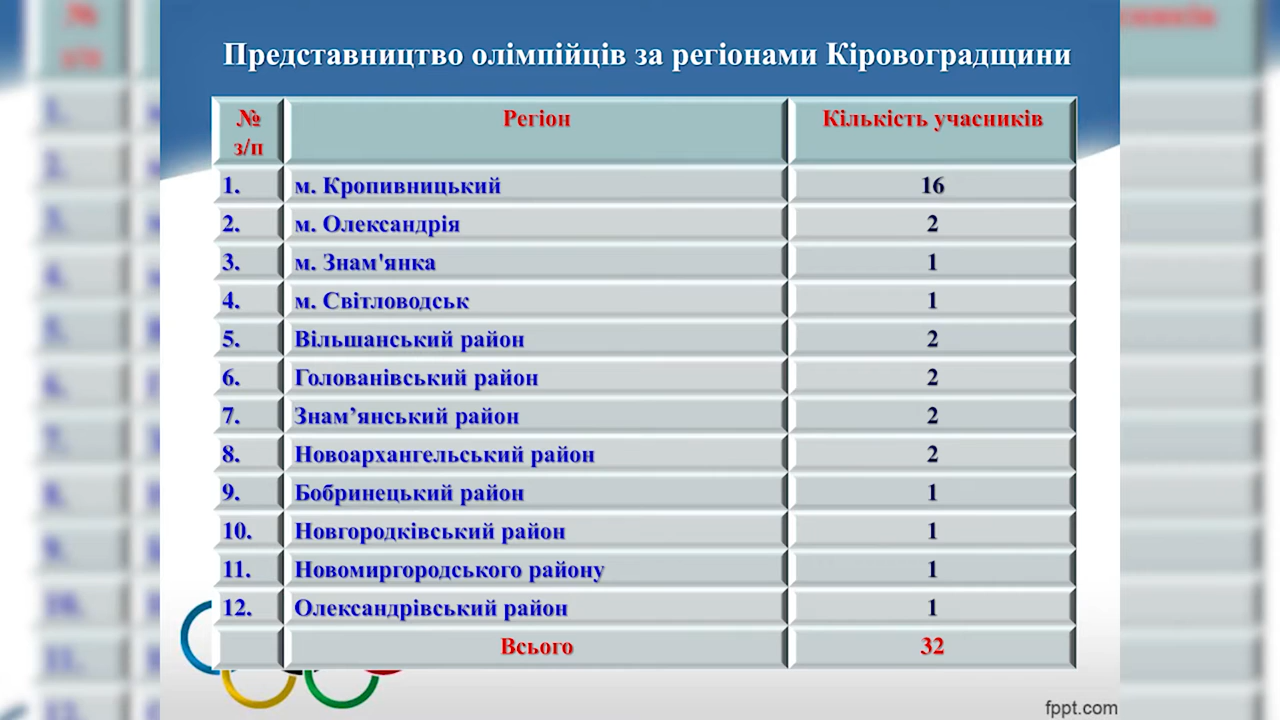 Представництво олімпійців за регіонами Кіровоградщини
№ з/п Регіон Кількість учасників
1. м. Кропивницький 16
2. м. Олександрія 2
3. м. Знам'янка 1
4. м. Світловодськ 1
5. Вільшанський район 2
6. Голованівський район 2
7. Знам’янський район 2
8. Новоархангельський район 2
9. Бобринецький район 1
10. Новгородківський район 1
11. Новомиргородського району 1
12. Олександрівський район 1
Всього 32
fppt.com